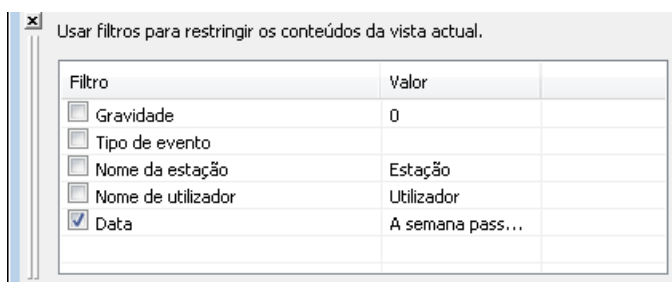 Usar filtros para restringir os conteúdos da vista actual.
Filtro Valor
Gravidade 0
Tipo de evento
Nome da estação Estação
Nome de utilizador Utilizador
Data A semana pass...